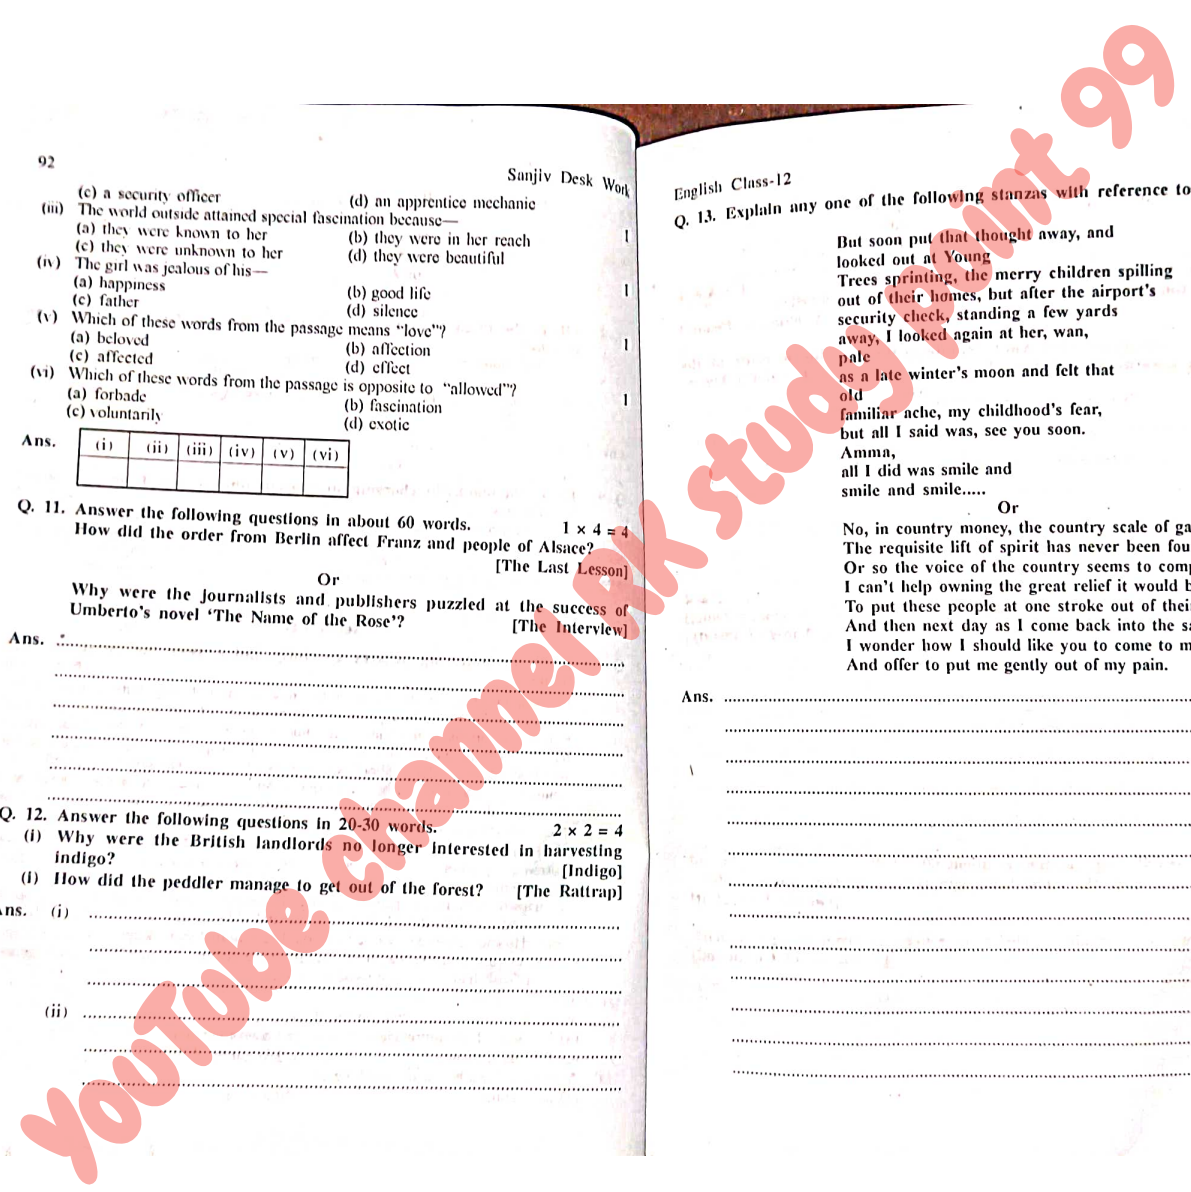 92
Sanjiv Desk Work
(c) a security officer
(d) an apprentice mechanic
(iii) The world outside attained special fascination because—
1
(a) they were known to her
(b) they were in her reach
(c) they were unknown to her
(d) they were beautiful
(iv) The girl was jealous of his—
1
(a) happiness
(b) good life
(c) father
(d) silence
(v) Which of these words from the passage means “love”?
1
(a) beloved
(b) affection
(c) affected
(d) effect
(vi) Which of these words from the passage is opposite to “allowed”?
1
(a) forbade
(b) fascination
(c) voluntarily
(d) exotic
Ans. (i) (ii) (iii) (iv) (v) (vi)
Q. 11. Answer the following questions in about 60 words. 1 × 4 = 4
How did the order from Berlin affect Franz and people of Alsace?
[The Last Lesson]
Or
Why were the journalists and publishers puzzled at the success of
Umberto's novel ‘The Name of the Rose’? [The Interview]
Ans.
Q. 12. Answer the following questions in 20-30 words. 2 × 2 = 4
(i) Why were the British landlords no longer interested in harvesting
indigo? [Indigo]
(i) How did the peddler manage to get out of the forest? [The Rattrap]
ns. (i)
(ii)
English Class-12
Q. 13. Explain any one of the following stanzas with reference to
But soon put that thought away, and
looked out at Young
Trees sprinting, the merry children spilling
out of their homes, but after the airport's
security check, standing a few yards
away, I looked again at her, wan,
pale
as a late winter's moon and felt that
old
familiar ache, my childhood's fear,
but all I said was, see you soon.
Amma,
all I did was smile and
smile and smile.....
Or
No, in country money, the country scale of ga
The requisite lift of spirit has never been fou
Or so the voice of the country seems to comp
I can't help owning the great relief it would b
To put these people at one stroke out of thei
And then next day as I come back into the sa
I wonder how I should like you to come to m
And offer to put me gently out of my pain.
Ans.
YouTube channel RK study point 99